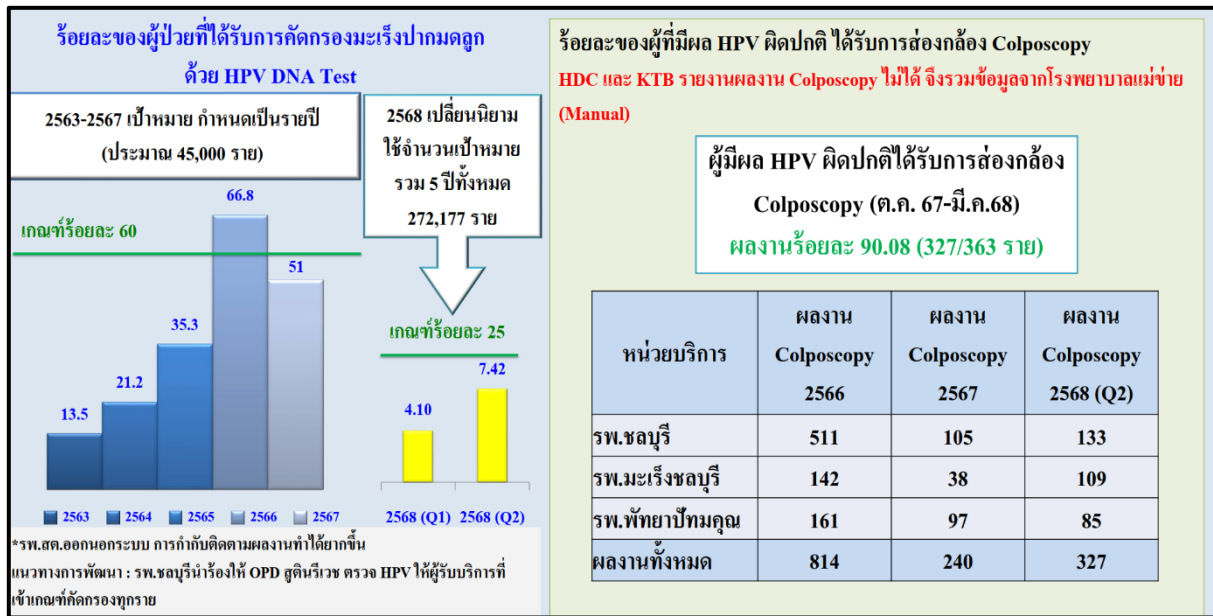 ร้อยละของผู้ป่วยที่ได้รับการคัดกรองมะเร็งปากมดลูก
ด้วย HPV DNA Test
2563-2567 เป้าหมาย กำหนดเป็นรายปี
(ประมาณ 45,000 ราย)
2568 เปลี่ยนนิยาม
ใช้จำนวนเป้าหมาย
รวม 5 ปีทั้งหมด
272,177 ราย
เกณฑ์ร้อยละ 60
13.5
21.2
35.3
66.8
51
2563 2564 2565 2566 2567
เกณฑ์ร้อยละ 25
4.10
7.42
2568 (Q1) 2568 (Q2)
*รพ.สต.ออกนอกระบบ การกำกับติดตามผลงานทำได้ยากขึ้น
แนวทางการพัฒนา : รพ.ชลบุรีนำร้องให้ OPD สูตินรีเวช ตรวจ HPV ให้ผู้รับบริการที่
เข้าเกณฑ์คัดกรองทุกราย
ร้อยละของผู้ที่มีผล HPV ผิดปกติ ได้รับการส่องกล้อง Colposcopy
HDC และ KTB รายงานผลงาน Colposcopy ไม่ได้ จึงรวมข้อมูลจากโรงพยาบาลแม่ข่าย
(Manual)
ผู้มีผล HPV ผิดปกติได้รับการส่องกล้อง
Colposcopy (ต.ค. 67-มี.ค.68)
ผลงานร้อยละ 90.08 (327/363 ราย)
หน่วยบริการ ผลงาน Colposcopy 2566 ผลงาน Colposcopy 2567 ผลงาน Colposcopy 2568 (Q2)
รพ.ชลบุรี 511 105 133
รพ.มะเร็งชลบุรี 142 38 109
รพ.พัทยาปัทมคุณ 161 97 85
ผลงานทั้งหมด 814 240 327